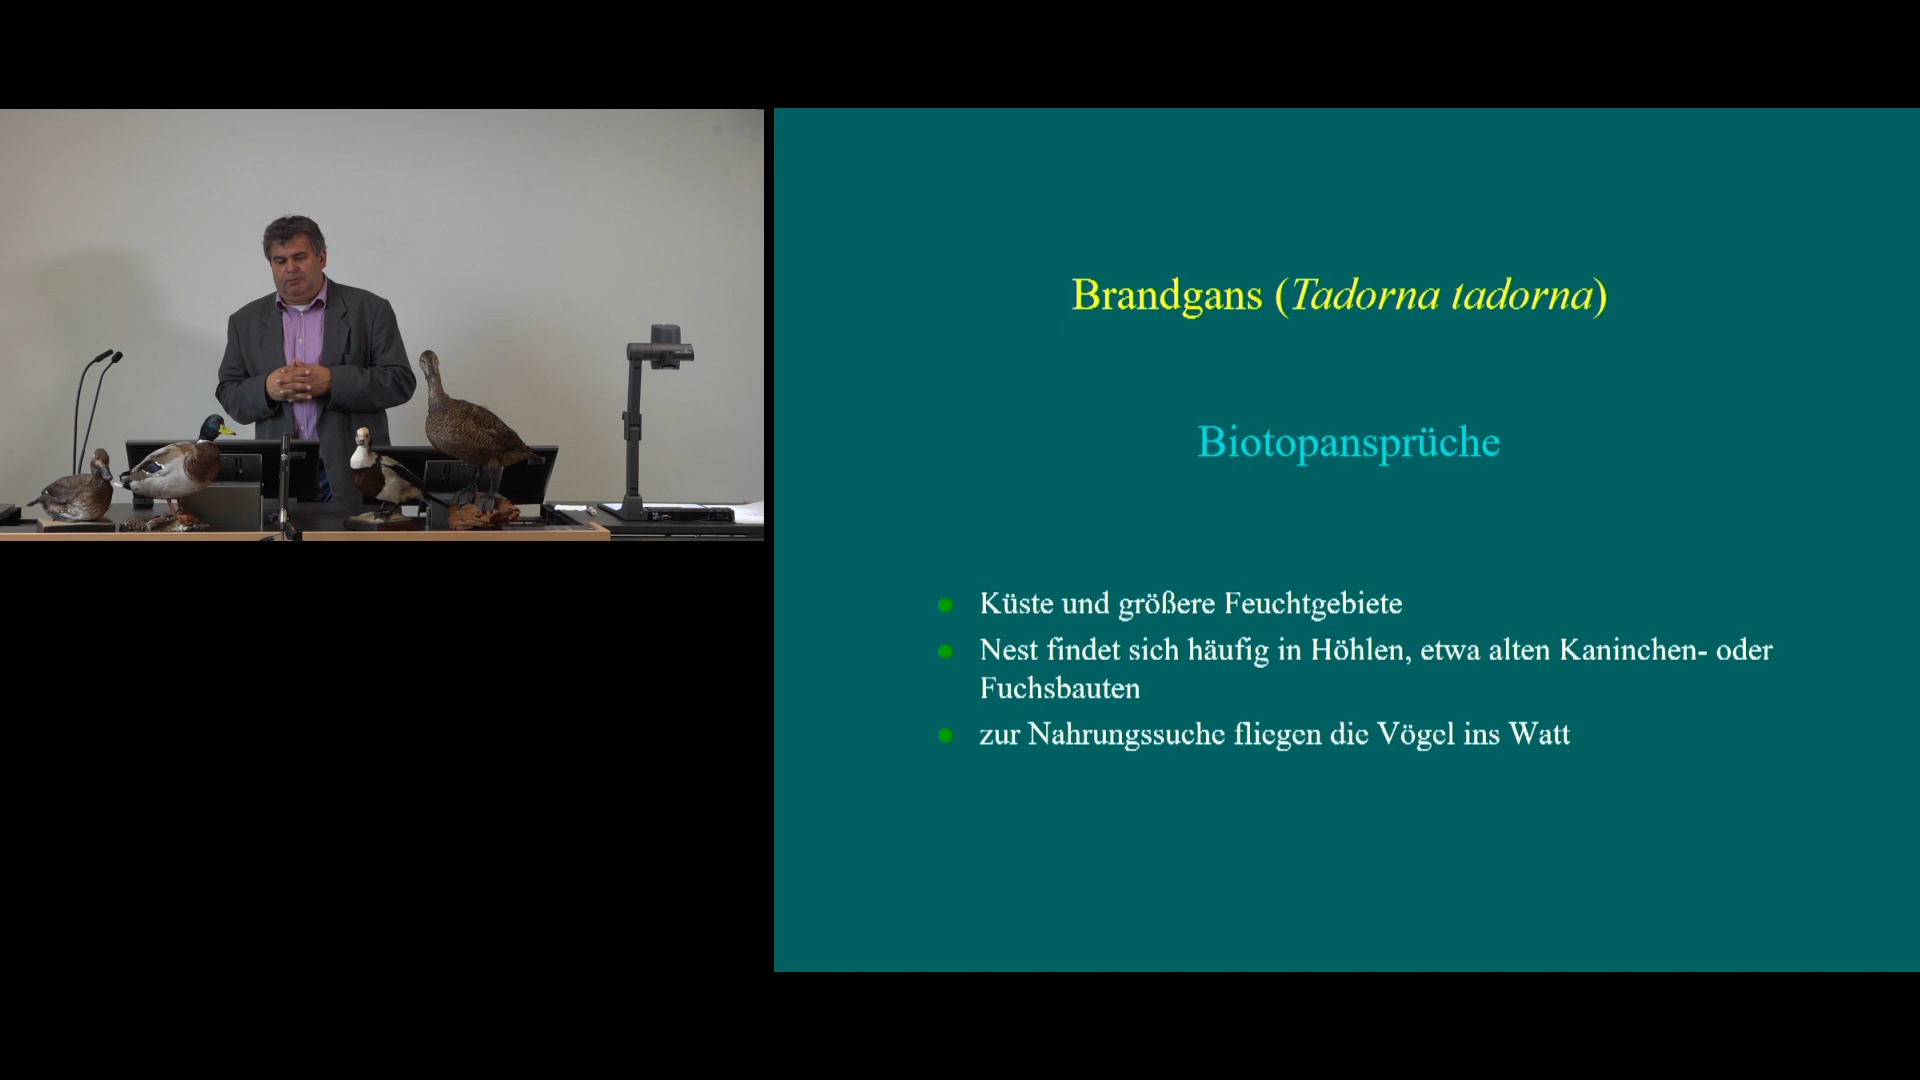 Brandgans (Tadorna tadorna)
Biotopansprüche
Küste und größere Feuchtgebiete
Nest findet sich häufig in Höhlen, etwa alten Kaninchen- oder
Fuchsbauten
zur Nahrungssuche fliegen die Vögel ins Watt